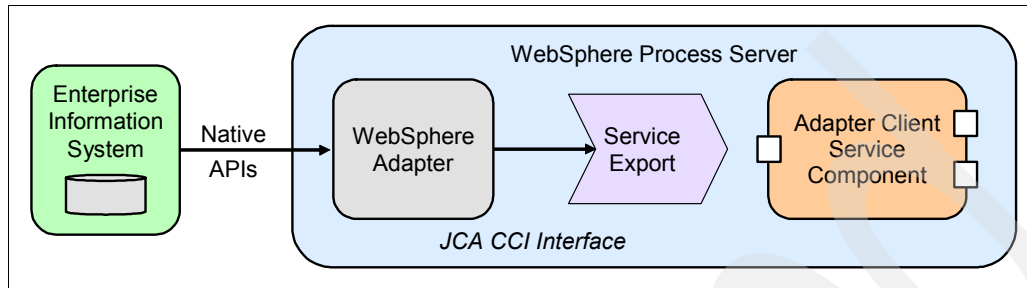 WebSphere Process Server
Enterprise
Information
System
Native
APIs
WebSphere
Adapter
Service
Export
Adapter Client
Service
Component
JCA CCI Interface